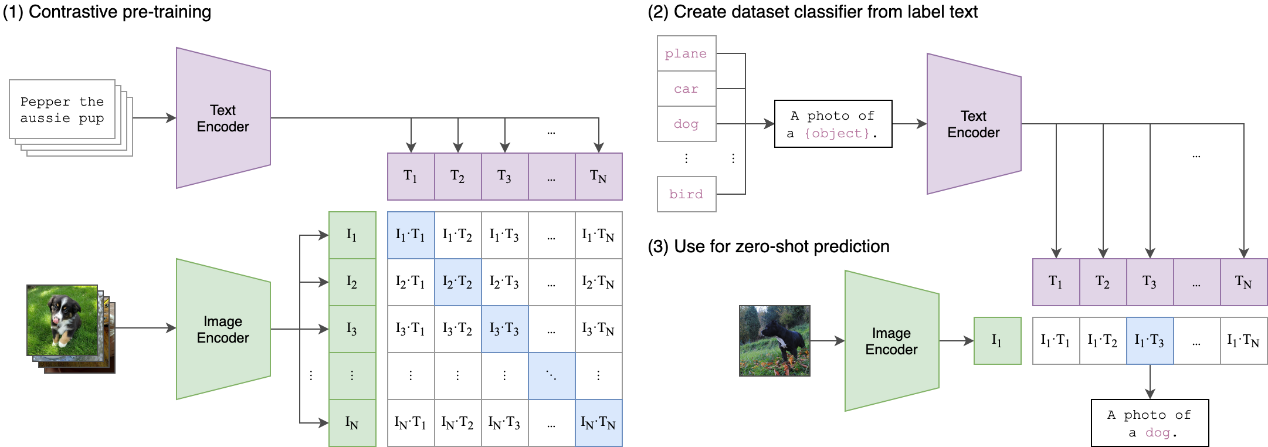 (1) Contrastive pre-training
Pepper the
aussie pup
Text
Encoder
...
T1 T2 T3 ... TN
I1 I1·T1 I1·T2 I1·T3 ... I1·TN
I2 I2·T1 I2·T2 I2·T3 ... I2·TN
Image
Encoder
I3 I3·T1 I3·T2 I3·T3 ... I3·TN
⋮ ⋮ ⋮ ⋮ ⋮ ⋱ ⋮
IN IN·T1 IN·T2 IN·T3 ... IN·TN
(2) Create dataset classifier from label text
plane
car
dog
⋮ ⋮
bird
A photo of
a {object}.
Text
Encoder
...
(3) Use for zero-shot prediction
T1 T2 T3 ... TN
Image
Encoder
I1 I1·T1 I1·T2 I1·T3 ... I1·TN
A photo of
a dog.